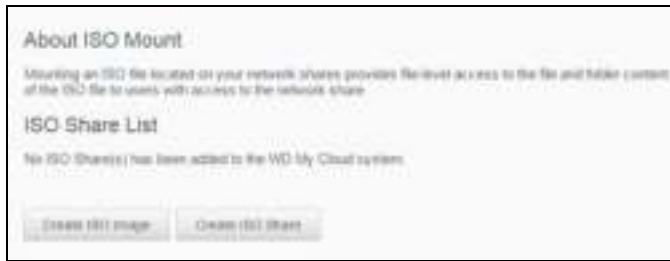 About ISO Mount
Mounting an ISO file located on your network shares provides file-level access to the file and folder content
of the ISO file to users with access to the network share.
ISO Share List
No ISO Share(s) has been added to the WD My Cloud system.
Create ISO Image
Create ISO Share